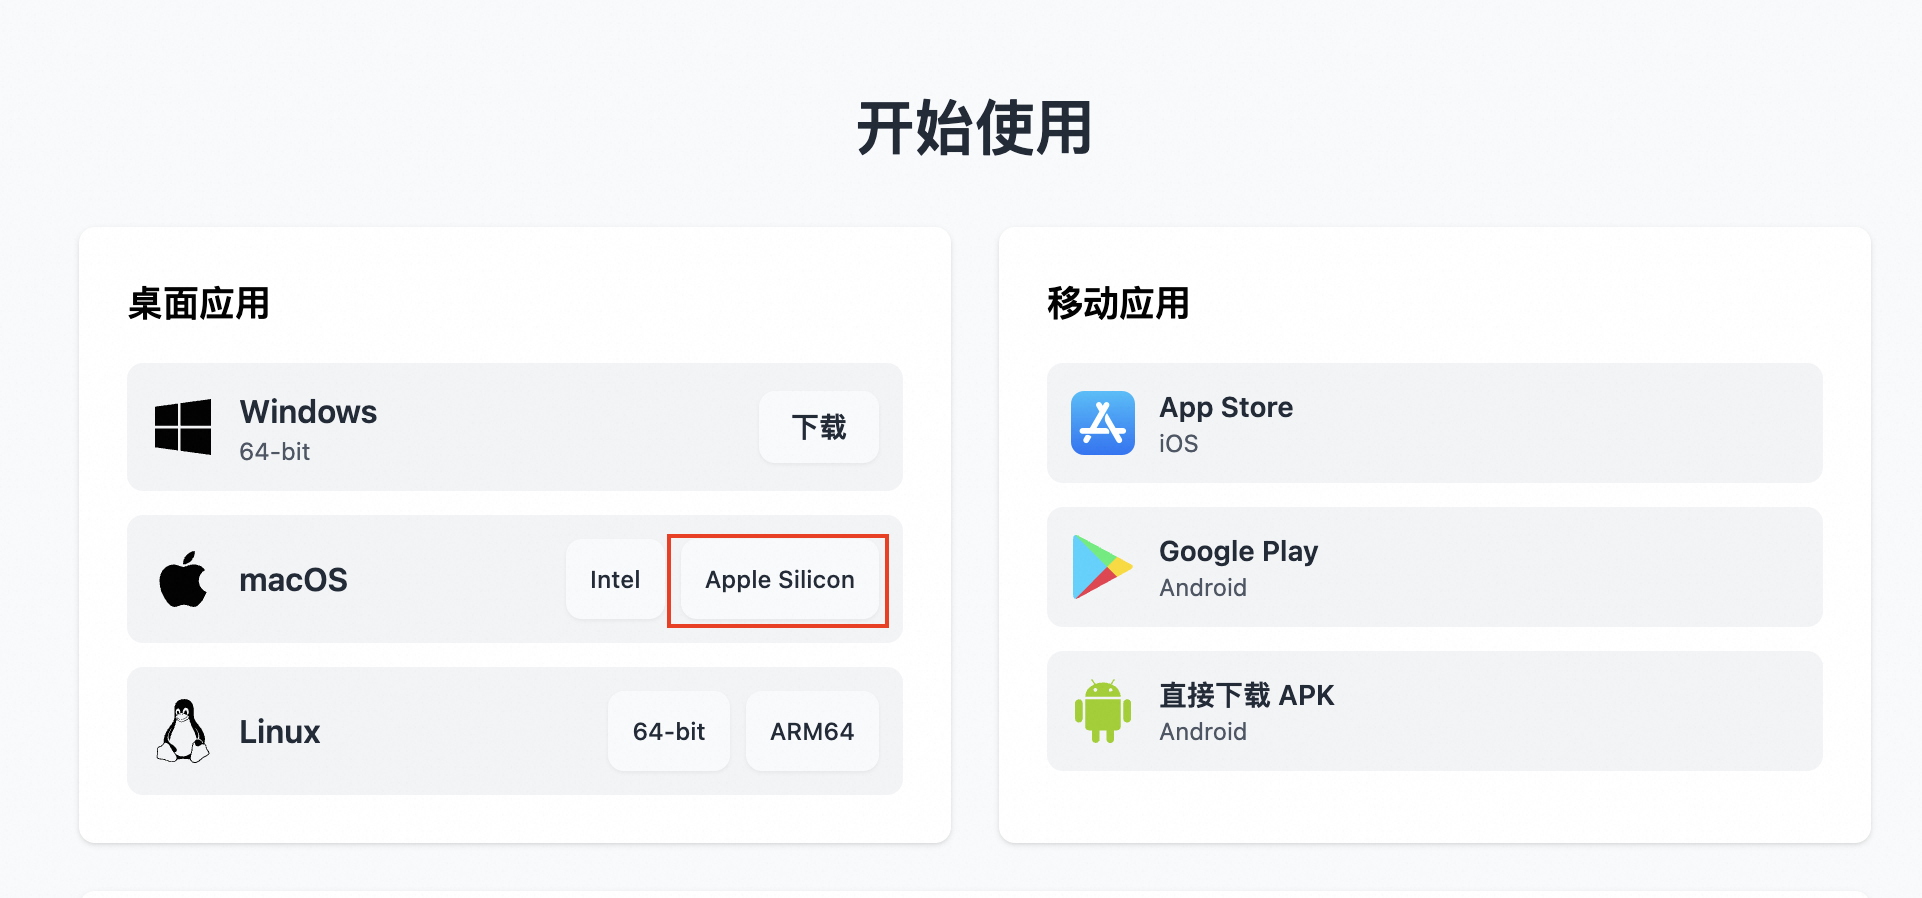 开始使用
桌面应用
Windows
64-bit
下载
macOS
Intel
Apple Silicon
Linux
64-bit
ARM64
移动应用
App Store
iOS
Google Play
Android
直接下载 APK
Android